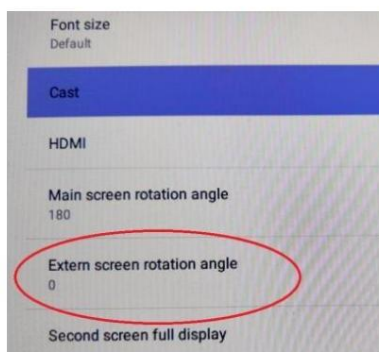 Font size
Default
Cast
HDMI
Main screen rotation angle
180
Extern screen rotation angle
0
Second screen full display